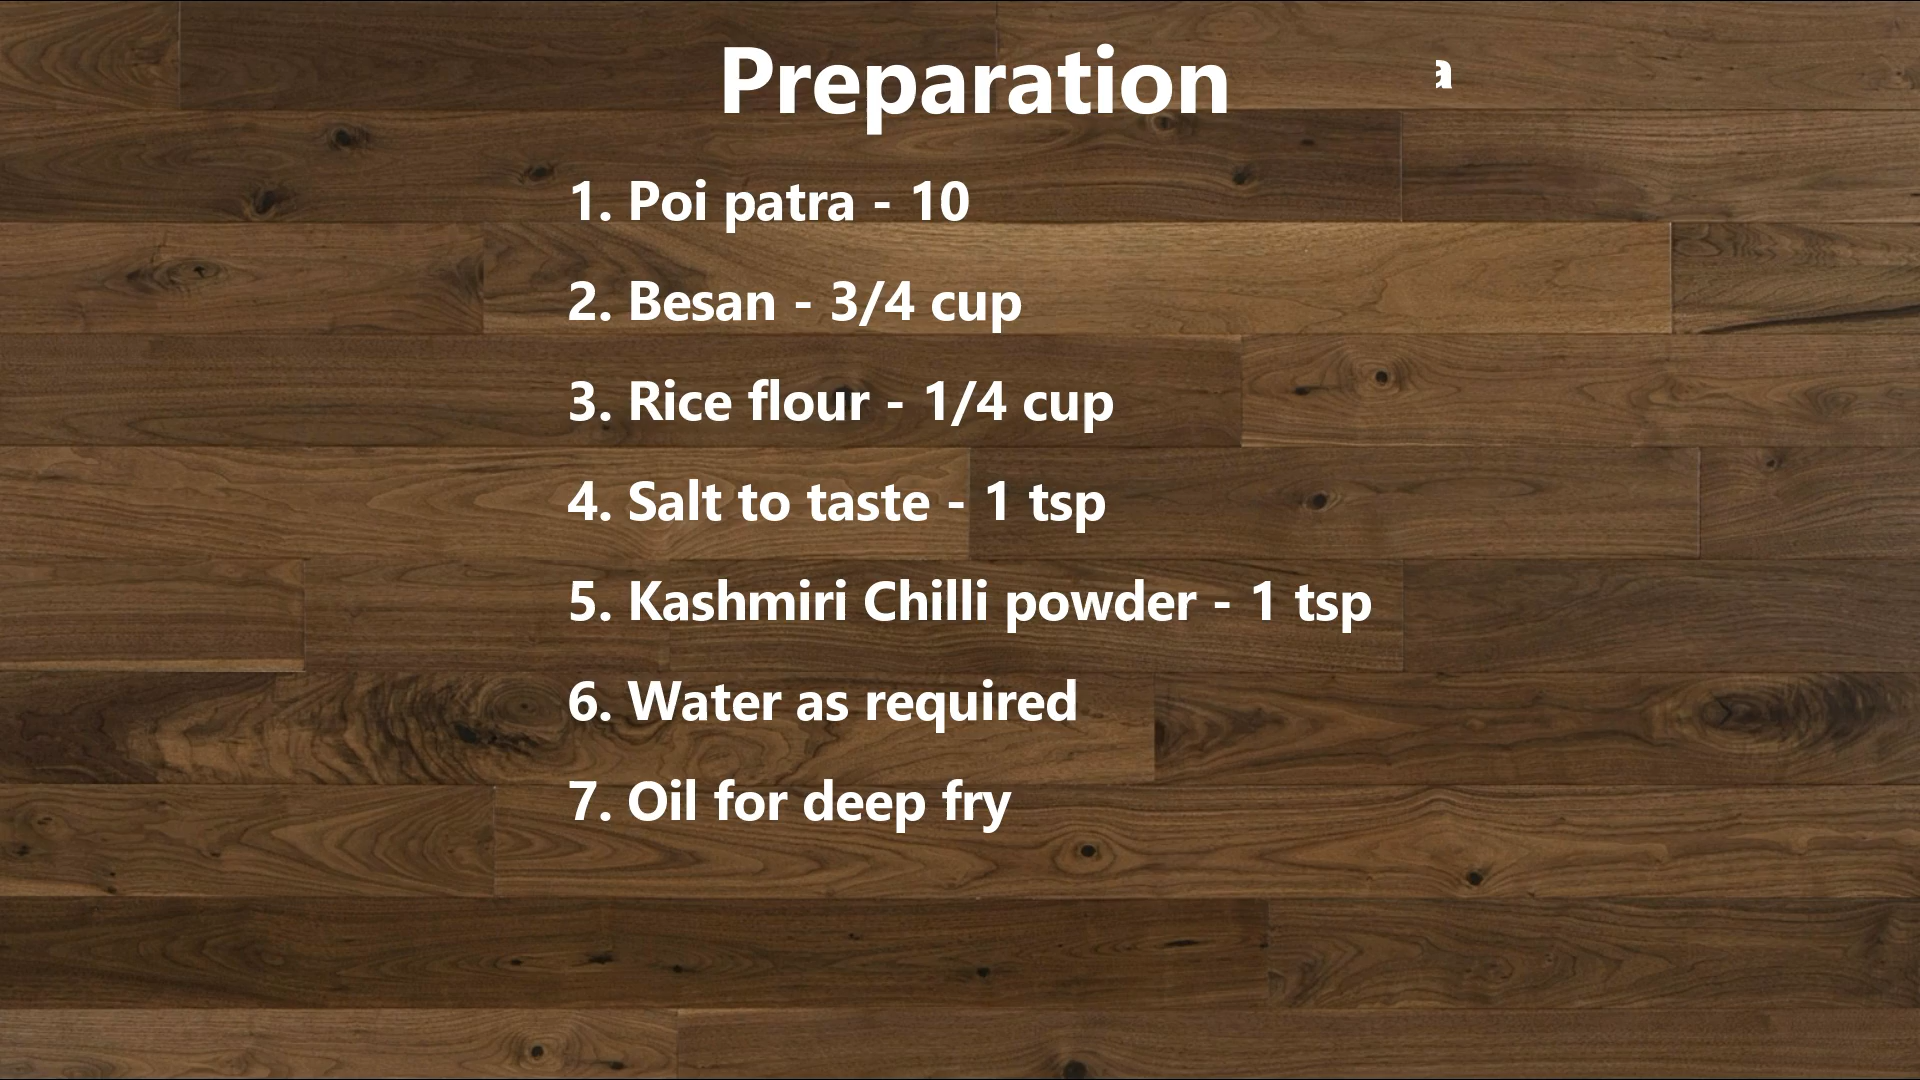 Preparation
1. Poi patra - 10
2. Besan - 3/4 cup
3. Rice flour - 1/4 cup
4. Salt to taste - 1 tsp
5. Kashmiri Chilli powder - 1 tsp
6. Water as required
7. Oil for deep fry